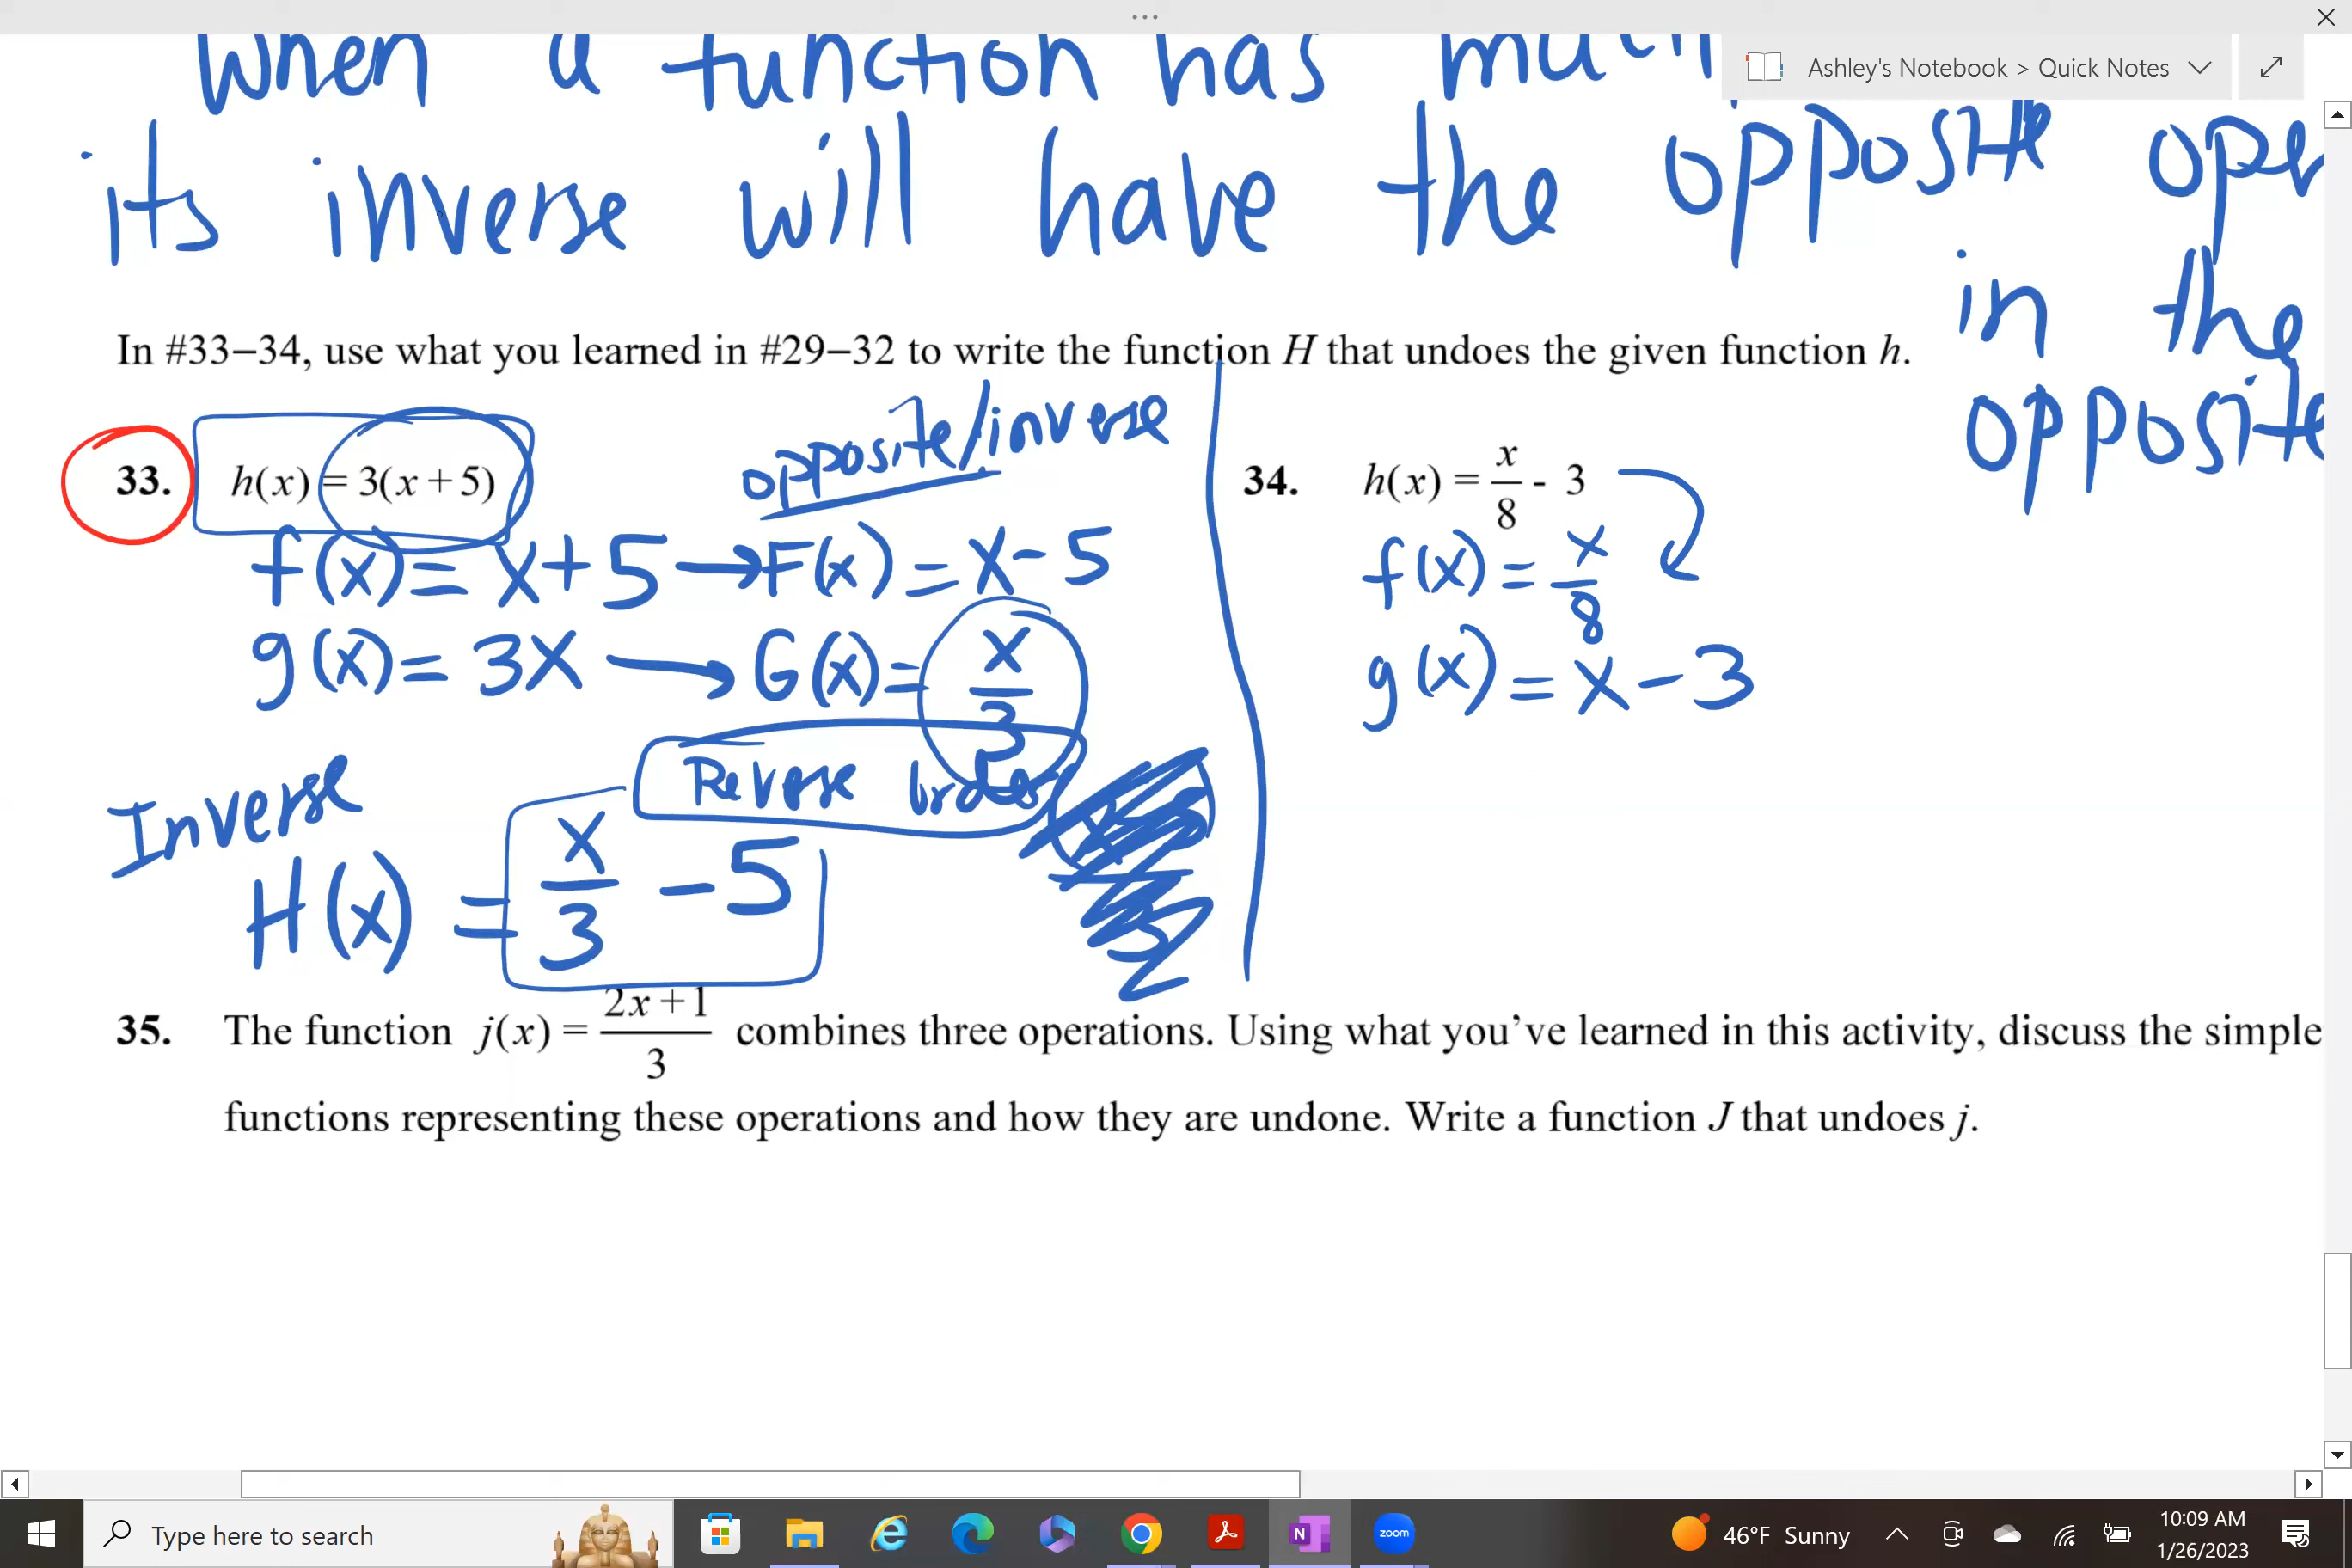 Ashley's Notebook > Quick Notes
When a function has
its inverse will have the opposite
in the
opposite
In #33–34, use what you learned in #29–32 to write the function H that undoes the given function h.
opposite/inverse
33. h(x) = 3(x+5)
f(x) = x+5 → F(x) = x-5
g(x) = 3x → G(x) = x/3
Reverse order
Inverse
H(x) = x/3 - 5
34. h(x) = x/8 - 3
f(x) = x/8
g(x) = x-3
35. The function j(x) = (2x+1)/3 combines three operations. Using what you've learned in this activity, discuss the simple
functions representing these operations and how they are undone. Write a function J that undoes j.
Type here to search
zoom
46°F Sunny
10:09 AM
1/26/2023